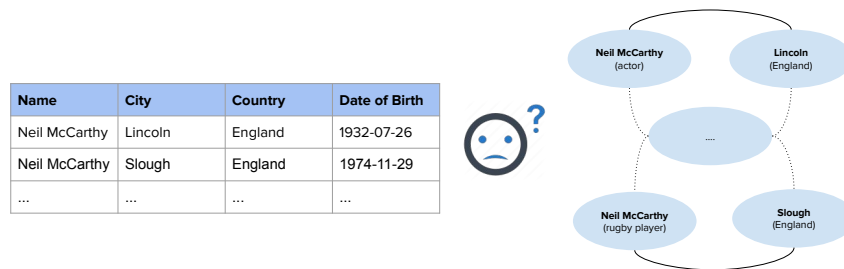 Name City Country Date of Birth
Neil McCarthy Lincoln England 1932-07-26
Neil McCarthy Slough England 1974-11-29
... ... ... ...
?
Neil McCarthy
(actor)
Lincoln
(England)
....
Neil McCarthy
(rugby player)
Slough
(England)